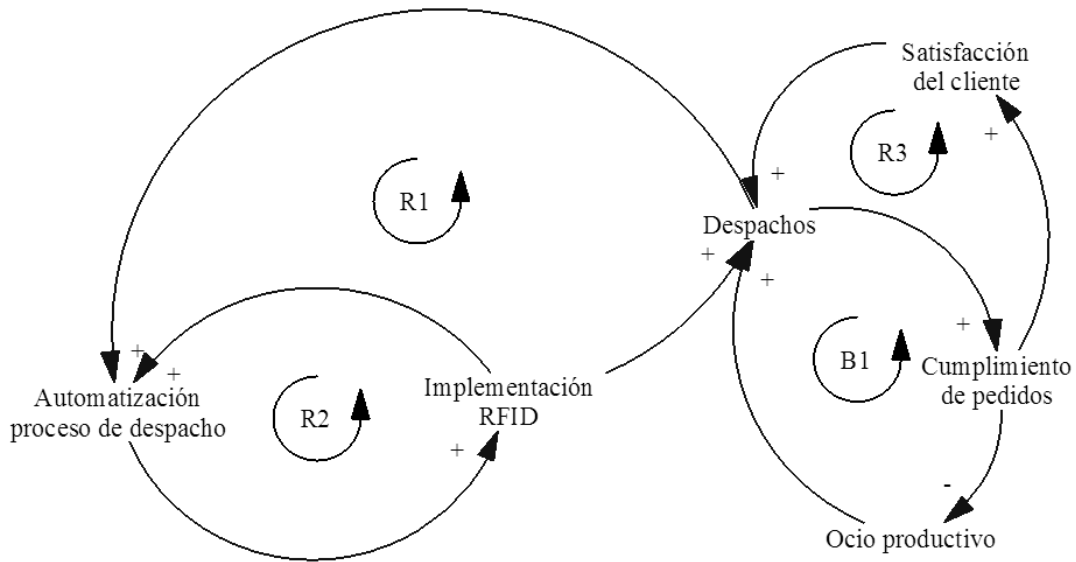 Satisfacción
del cliente
+
R3
+
R1
Despachos
+
+
+
B1
+
+
Automatización
proceso de despacho
R2
Implementación
RFID
+
Cumplimiento
de pedidos
-
Ocio productivo